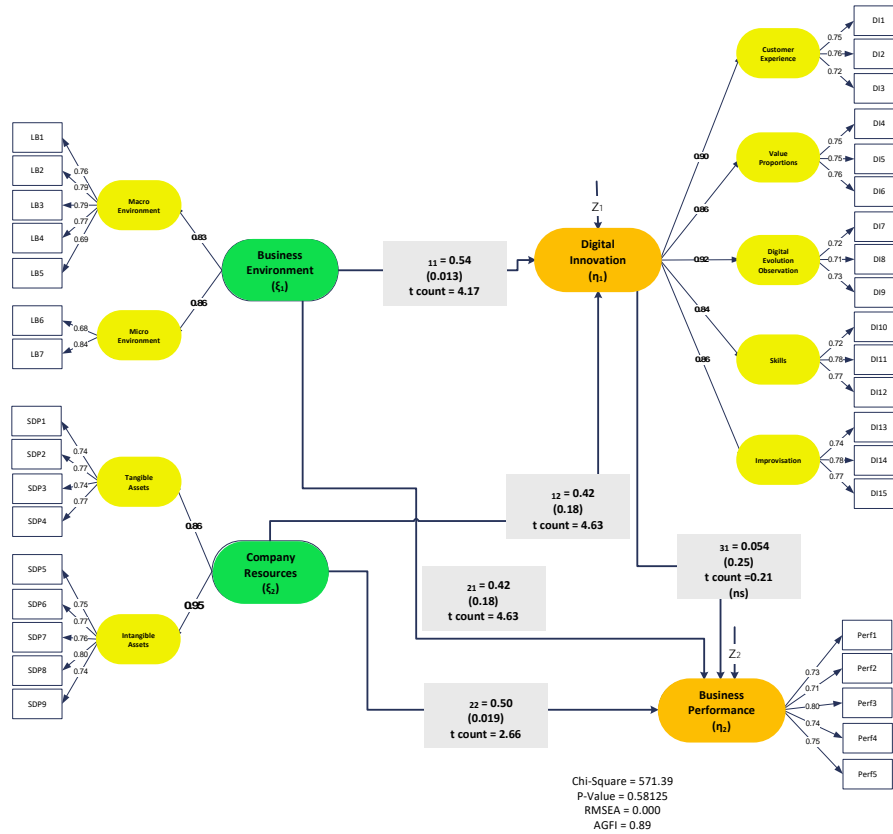 LB1
LB2
LB3
LB4
LB5
0.76
0.79
0.79
0.77
0.69
Macro
Environment
LB6
LB7
0.68
0.84
Micro
Environment
0.83
0.86
Business
Environment
(ξ1)
SDP1
SDP2
SDP3
SDP4
0.74
0.77
0.74
0.77
Tangible
Assets
SDP5
SDP6
SDP7
SDP8
SDP9
0.75
0.77
0.76
0.80
0.74
Intangible
Assets
0.86
0.95
Company
Resources
(ξ2)
11 = 0.54
(0.013)
t count = 4.17
12 = 0.42
(0.18)
t count = 4.63
21 = 0.42
(0.18)
t count = 4.63
22 = 0.50
(0.019)
t count = 2.66
31 = 0.054
(0.25)
t count =0.21
(ns)
Z1
Digital
Innovation
(η1)
0.90
0.86
0.92
0.84
0.86
Customer
Experience
0.75
0.76
0.72
DI1
DI2
DI3
Value
Proportions
0.75
0.75
0.76
DI4
DI5
DI6
Digital
Evolution
Observation
0.72
0.71
0.73
DI7
DI8
DI9
Skills
0.72
0.78
0.77
DI10
DI11
DI12
Improvisation
0.74
0.78
0.77
DI13
DI14
DI15
Z2
Business
Performance
(η2)
0.73
0.71
0.80
0.74
0.75
Perf1
Perf2
Perf3
Perf4
Perf5
Chi-Square = 571.39
P-Value = 0.58125
RMSEA = 0.000
AGFI = 0.89